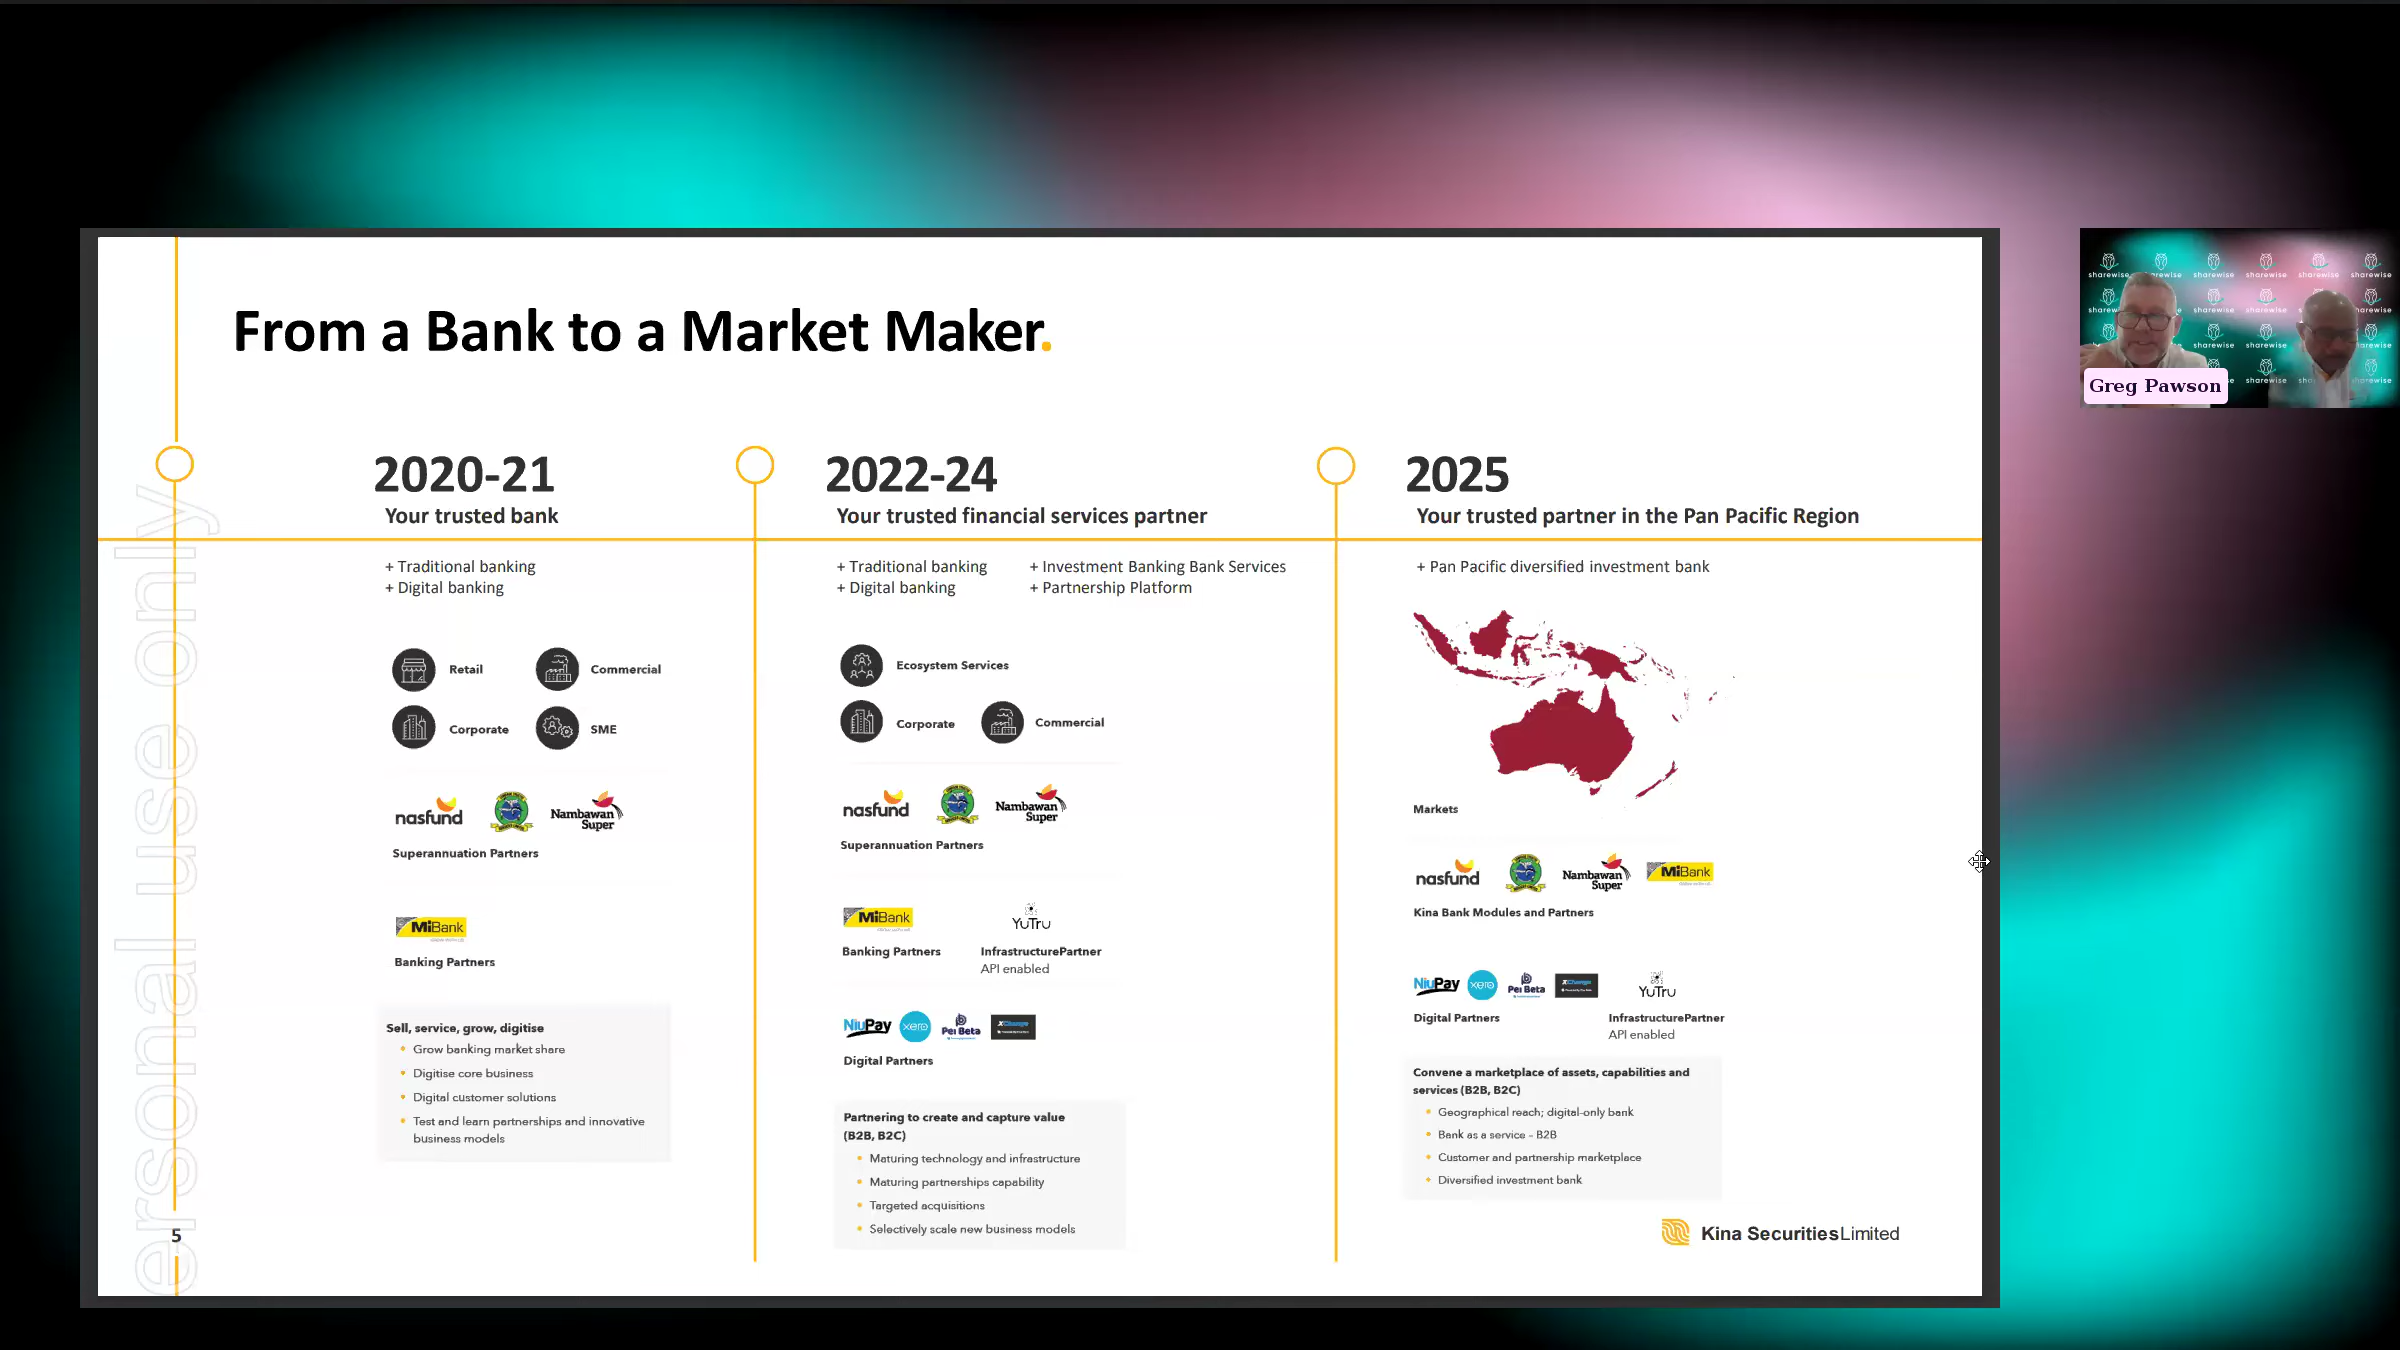 From a Bank to a Market Maker.
2020-21
Your trusted bank
+ Traditional banking
+ Digital banking
Retail
Commercial
Corporate
SME
nasfund
Nambawan
Super
Superannuation Partners
MiBank
Banking Partners
Sell, service, grow, digitise
• Grow banking market share
• Digitise core business
• Digital customer solutions
• Test and learn partnerships and innovative
business models
2022-24
Your trusted financial services partner
+ Traditional banking
+ Digital banking
+ Investment Banking Bank Services
+ Partnership Platform
Ecosystem Services
Corporate
Commercial
nasfund
Nambawan
Super
Superannuation Partners
MiBank
Banking Partners
YuTru
InfrastructurePartner
API enabled
NiuPay
xero
Pei Beta
XChange
Digital Partners
Partnering to create and capture value
(B2B, B2C)
• Maturing technology and infrastructure
• Maturing partnerships capability
• Targeted acquisitions
• Selectively scale new business models
2025
Your trusted partner in the Pan Pacific Region
+ Pan Pacific diversified investment bank
Markets
nasfund
Nambawan
Super
MiBank
Kina Bank Modules and Partners
NiuPay
xero
Pei Beta
XChange
Digital Partners
YuTru
InfrastructurePartner
API enabled
Convene a marketplace of assets, capabilities and
services (B2B, B2C)
• Geographical reach; digital-only bank
• Bank as a service - B2B
• Customer and partnership marketplace
• Diversified investment bank
Kina SecuritiesLimited
5
ersonal use only
sharewise sharewise sharewise sharewise sharewise
Greg Pawson